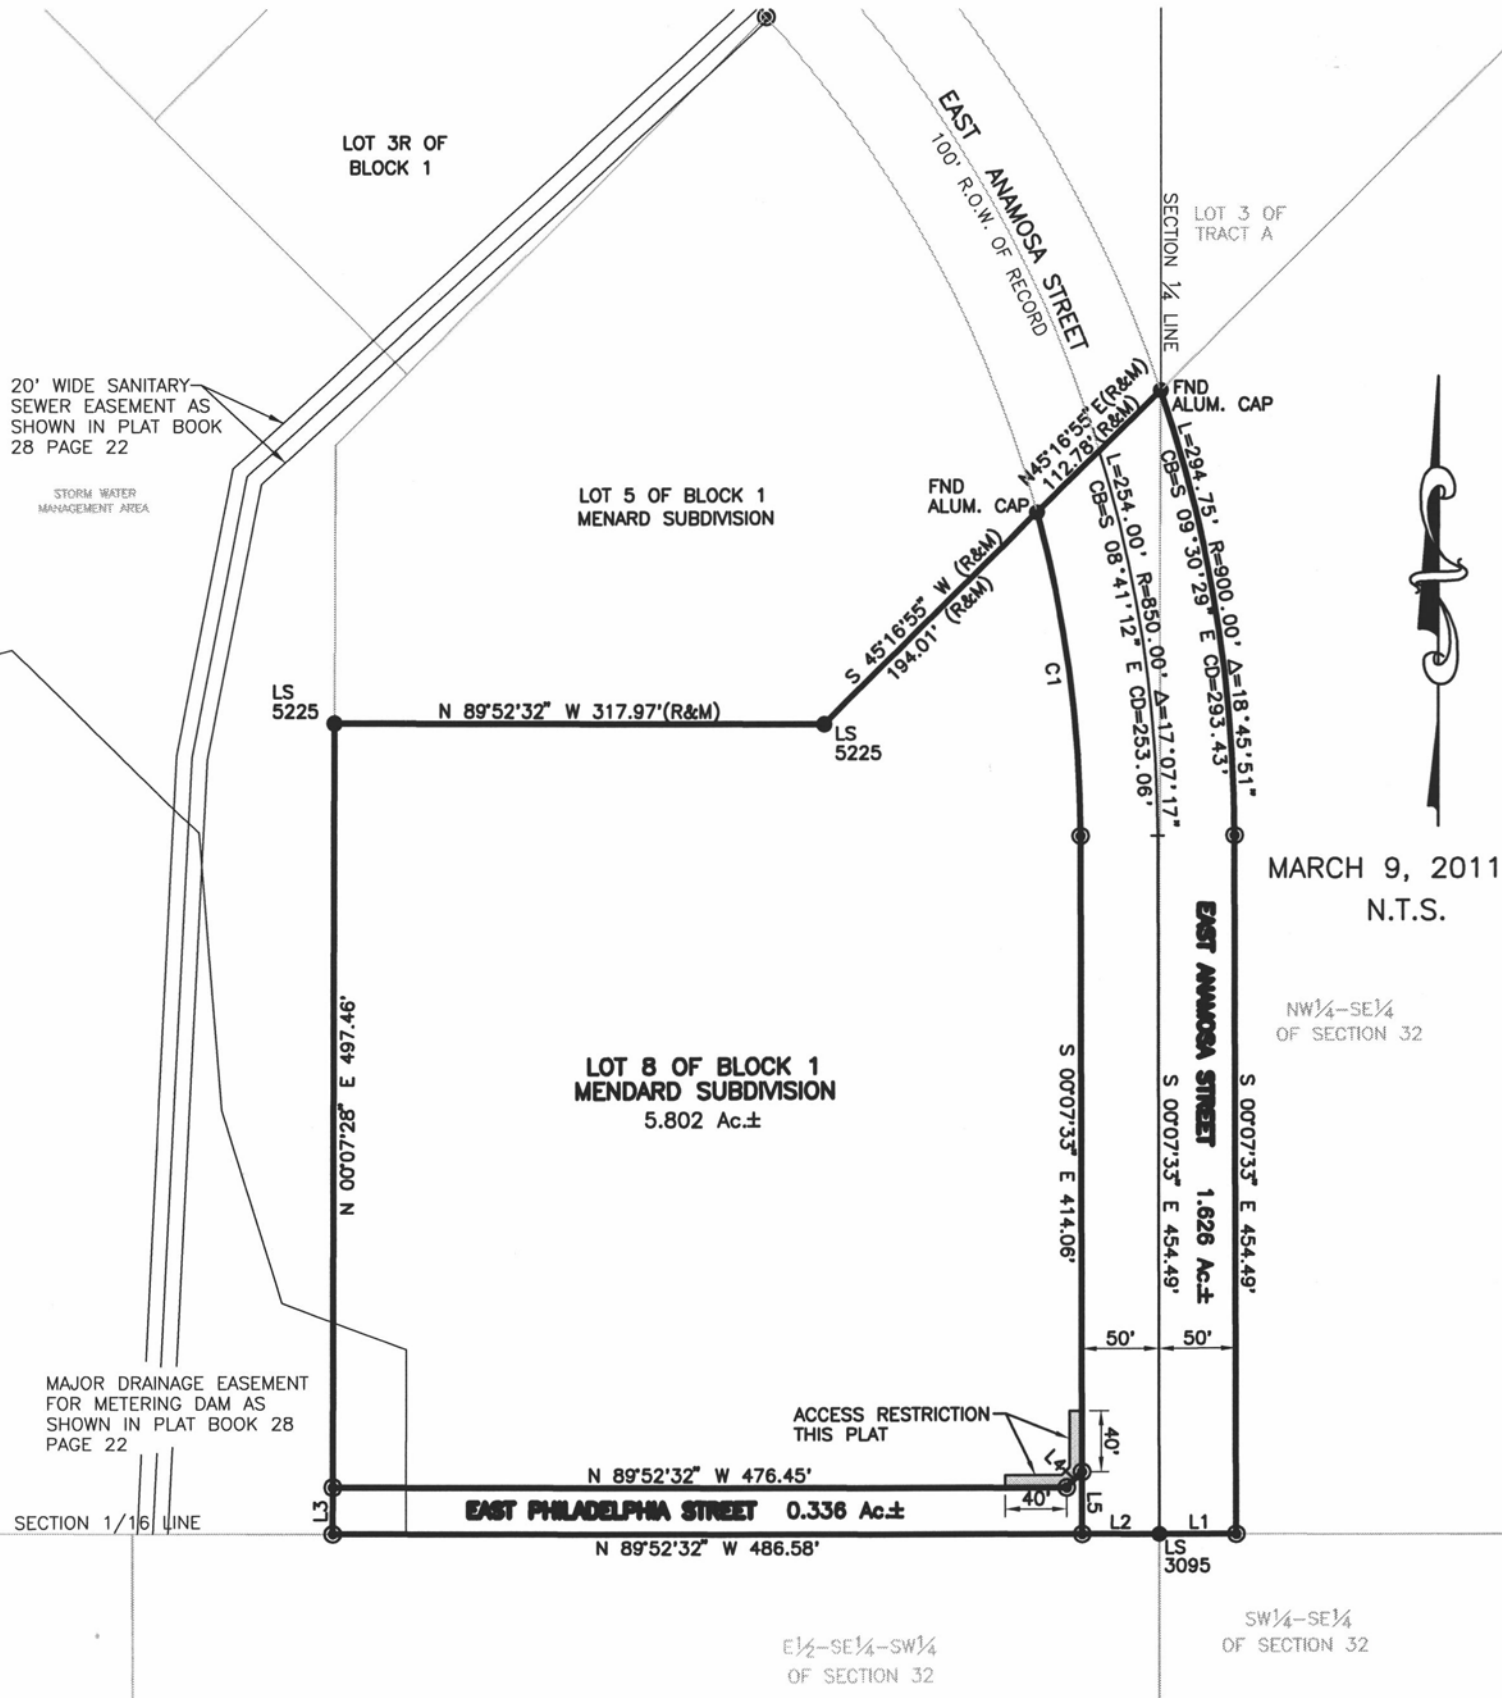 LOT 3R OF
BLOCK 1
EAST ANAMOSA STREET
100' R.O.W. OF RECORD
SECTION 1/4 LINE
LOT 3 OF
TRACT A
20' WIDE SANITARY
SEWER EASEMENT AS
SHOWN IN PLAT BOOK
28 PAGE 22
STORM WATER
MANAGEMENT AREA
LOT 5 OF BLOCK 1
MENARD SUBDIVISION
FND
ALUM. CAP
FND
ALUM. CAP
N45°16'55" E(R&M)
112.78'(R&M)
S 45°16'55" W (R&M)
194.01' (R&M)
L=294.75' R=900.00' Δ=18°45'51"
CB=S 09°30'29" E CD=293.43'
L=254.00' R=850.00' Δ=17°07'17"
CB=S 08°41'12" E CD=253.06'
C1
LS
5225
N 89°52'32" W 317.97'(R&M)
LS
5225
MARCH 9, 2011
N.T.S.
N 00°07'28" E 497.46'
LOT 8 OF BLOCK 1
MENDARD SUBDIVISION
5.802 Ac.±
S 00°07'33" E 414.06'
S 00°07'33" E 454.49'
EAST ANAMOSA STREET 1.626 Ac.±
S 00°07'33" E 454.49'
NW1/4-SE1/4
OF SECTION 32
50'
50'
MAJOR DRAINAGE EASEMENT
FOR METERING DAM AS
SHOWN IN PLAT BOOK 28
PAGE 22
ACCESS RESTRICTION
THIS PLAT
40'
L4
N 89°52'32" W 476.45'
40'
L5
L3
EAST PHILADELPHIA STREET 0.336 Ac.±
SECTION 1/16 LINE
N 89°52'32" W 486.58'
L2
L1
LS
3095
E1/2-SE1/4-SW1/4
OF SECTION 32
SW1/4-SE1/4
OF SECTION 32